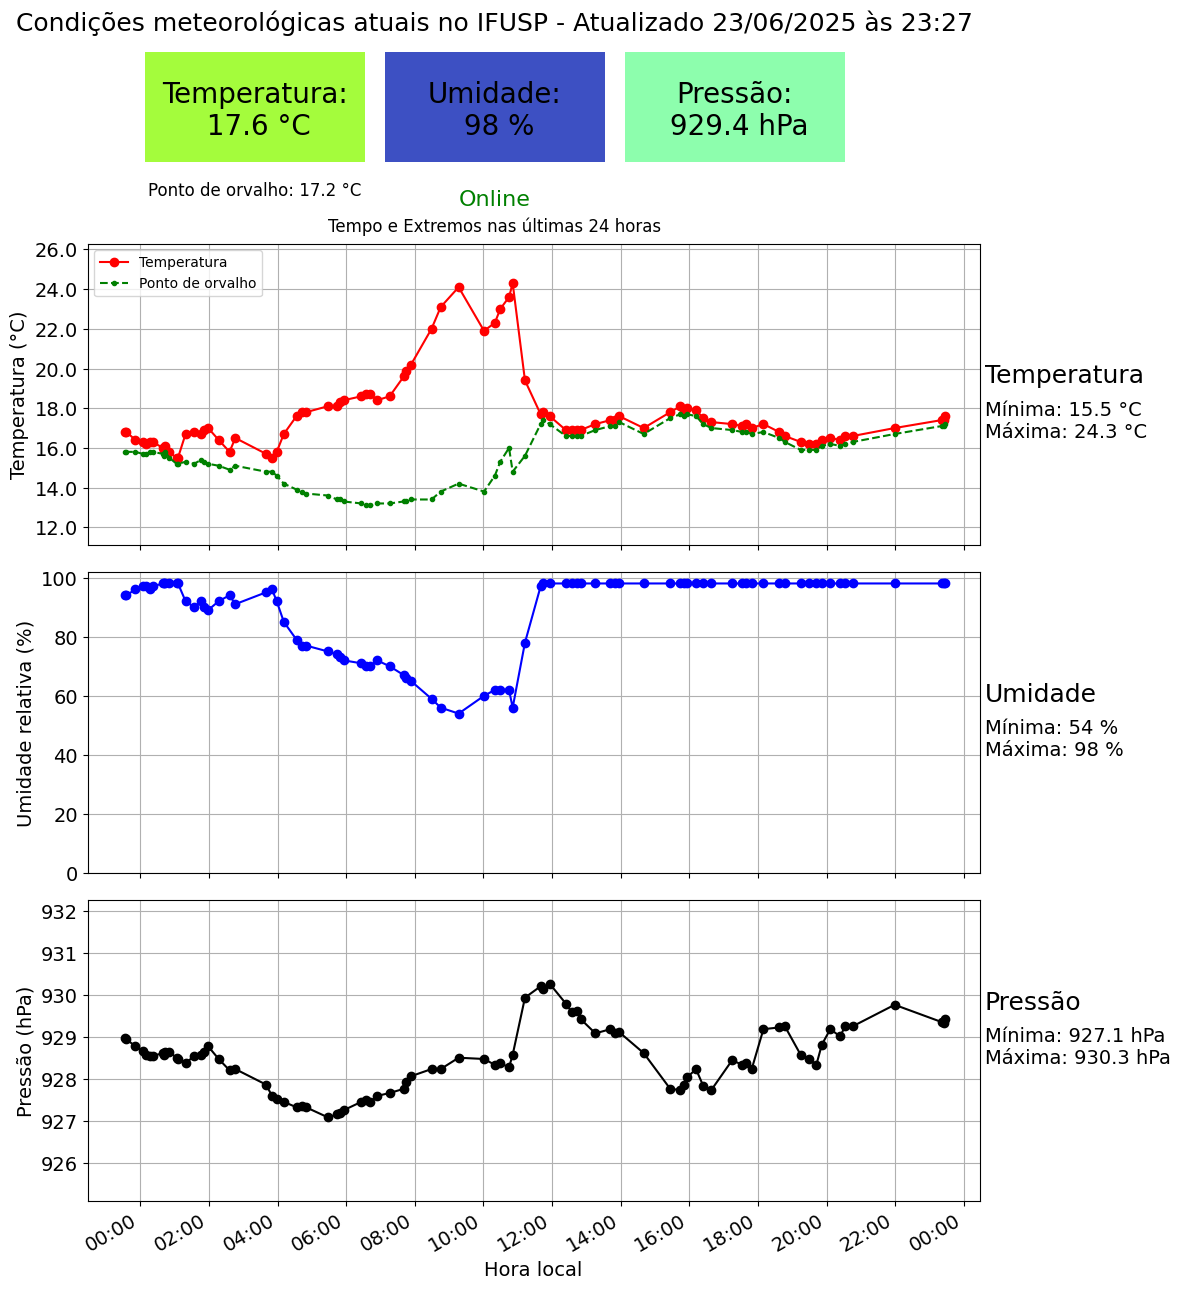 Condições meteorológicas atuais no IFUSP - Atualizado 23/06/2025 às 23:27
Temperatura:
17.6 °C
Umidade:
98 %
Pressão:
929.4 hPa
Ponto de orvalho: 17.2 °C
Online
Tempo e Extremos nas últimas 24 horas
Temperatura (°C)
26.0
24.0
22.0
20.0
18.0
16.0
14.0
12.0
Temperatura
Ponto de orvalho
Temperatura
Mínima: 15.5 °C
Máxima: 24.3 °C
Umidade relativa (%)
100
80
60
40
20
0
Umidade
Mínima: 54 %
Máxima: 98 %
Pressão (hPa)
932
931
930
929
928
927
926
Pressão
Mínima: 927.1 hPa
Máxima: 930.3 hPa
00:00
02:00
04:00
06:00
08:00
10:00
12:00
14:00
16:00
18:00
20:00
22:00
00:00
Hora local